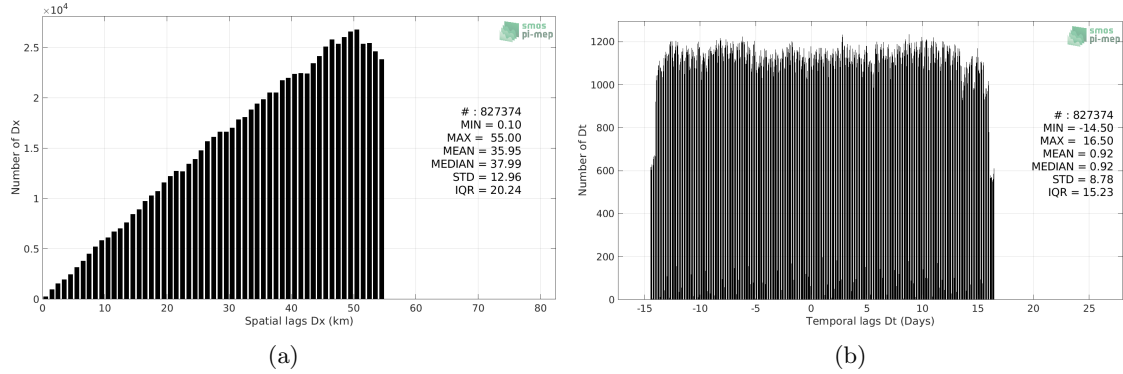 ×10⁴
2.5
2
1.5
1
0.5
0
Number of Dx
0 10 20 30 40 50 60 70 80
Spatial lags Dx (km)
smos
pi-mep
# : 827374
MIN = 0.10
MAX = 55.00
MEAN = 35.95
MEDIAN = 37.99
STD = 12.96
IQR = 20.24
(a)
1200
1000
800
600
400
200
0
Number of Dt
-15 -10 -5 0 5 10 15 20 25
Temporal lags Dt (Days)
smos
pi-mep
# : 827374
MIN = -14.50
MAX = 16.50
MEAN = 0.92
MEDIAN = 0.92
STD = 8.78
IQR = 15.23
(b)